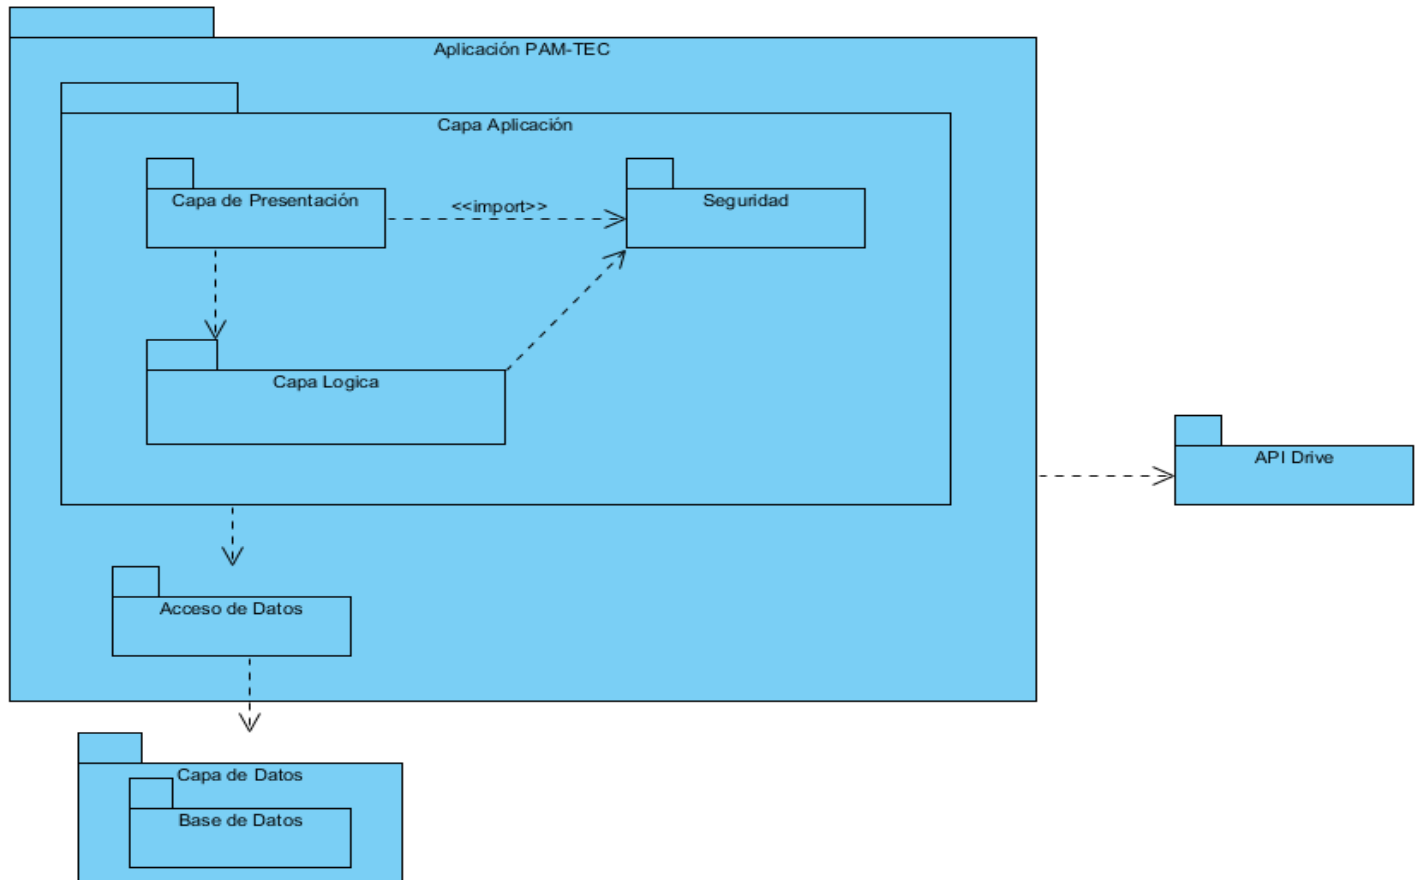 Aplicación PAM-TEC
Capa Aplicación
Capa de Presentación
<<import>>
Seguridad
Capa Logica
API Drive
Acceso de Datos
Capa de Datos
Base de Datos